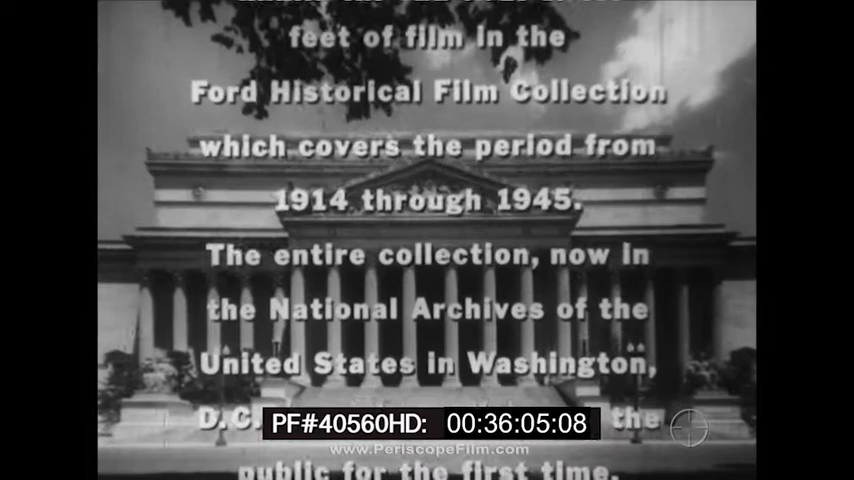 feet of film in the
Ford Historical Film Collection
which covers the period from
1914 through 1945.
The entire collection, now in
the National Archives of the
United States in Washington,
D.C. the
PF#40560HD: 00:36:05:08
www.PeriscopeFilm.com
public for the first time.